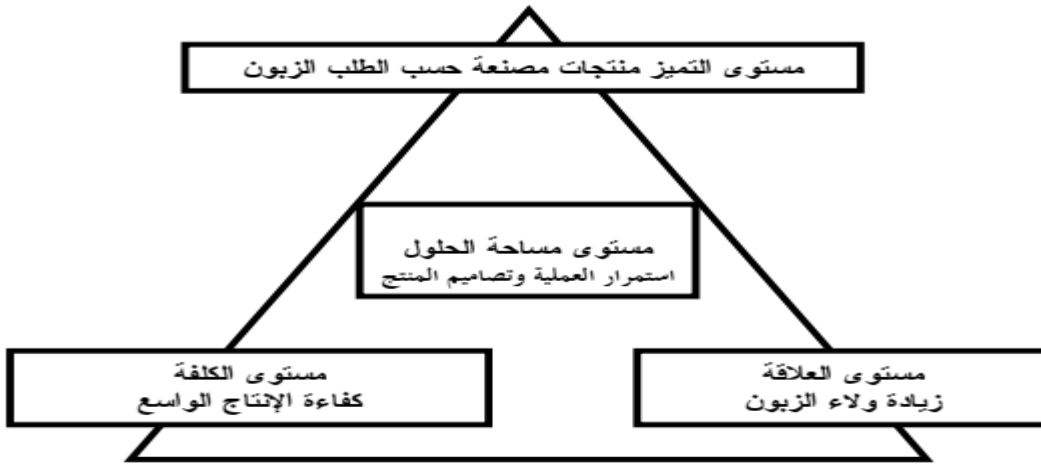 مستوى التميز منتجات مصنعة حسب الطلب الزبون
مستوى مساحة الحلول
استمرار العملية وتصاميم المنتج
مستوى العلاقة
زيادة ولاء الزبون
مستوى الكلفة
كفاءة الإنتاج الواسع